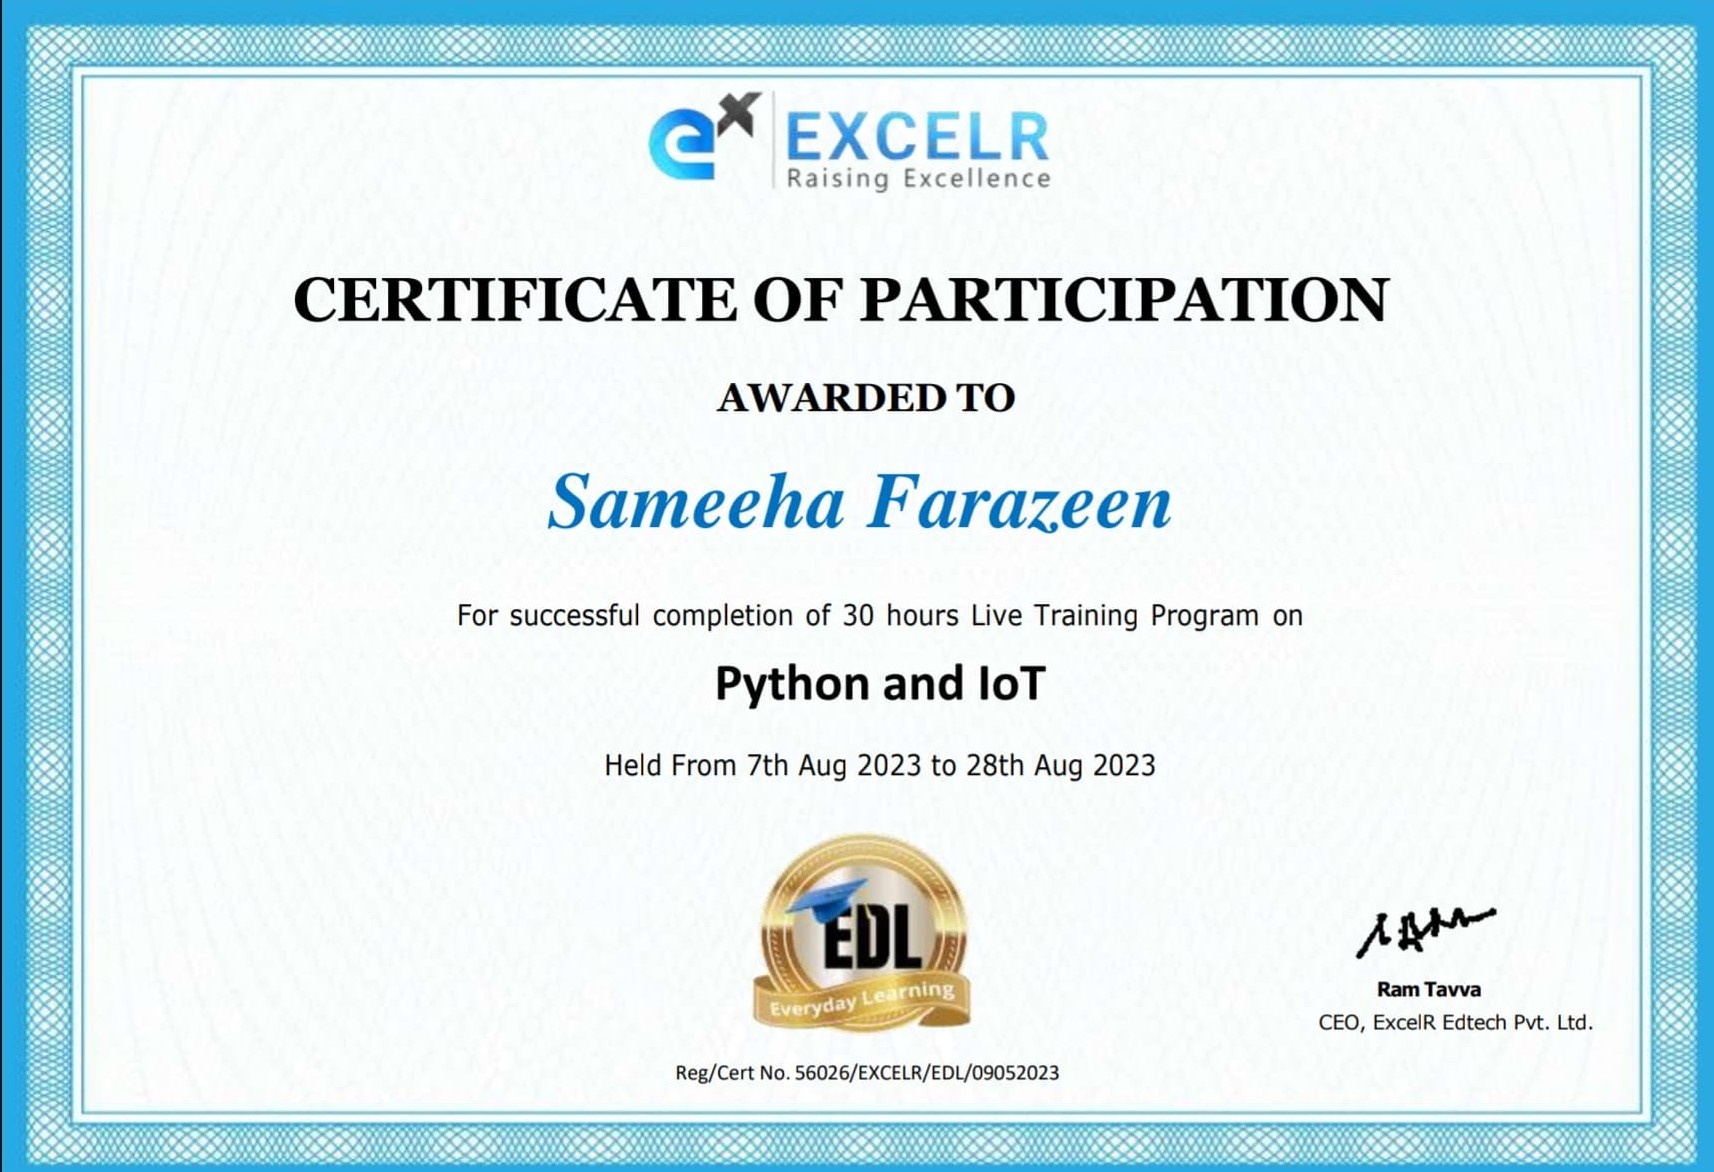 ex EXCELR
Raising Excellence
CERTIFICATE OF PARTICIPATION
AWARDED TO
Sameeha Farazeen
For successful completion of 30 hours Live Training Program on
Python and IoT
Held From 7th Aug 2023 to 28th Aug 2023
EDL
Everyday Learning
Ram Tavva
CEO, ExcelR Edtech Pvt. Ltd.
Reg/Cert No. 56026/EXCELR/EDL/09052023